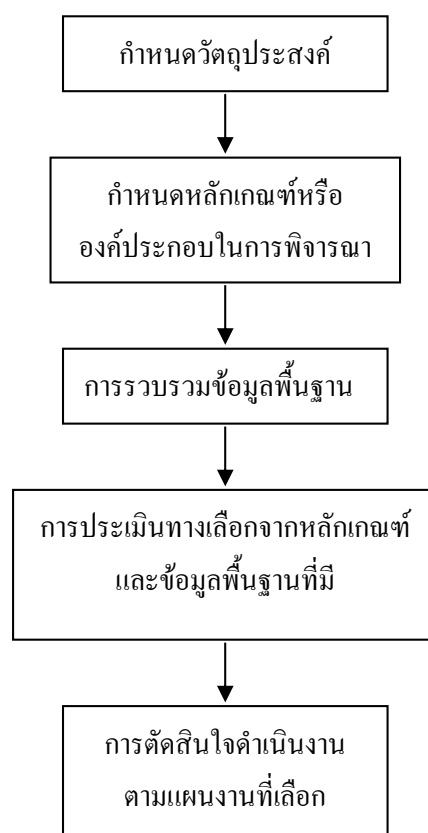 กำหนดวัตถุประสงค์
กำหนดหลักเกณฑ์หรือ
องค์ประกอบในการพิจารณา
การรวบรวมข้อมูลพื้นฐาน
การประเมินทางเลือกจากหลักเกณฑ์
และข้อมูลพื้นฐานที่มี
การตัดสินใจดำเนินงาน
ตามแผนงานที่เลือก